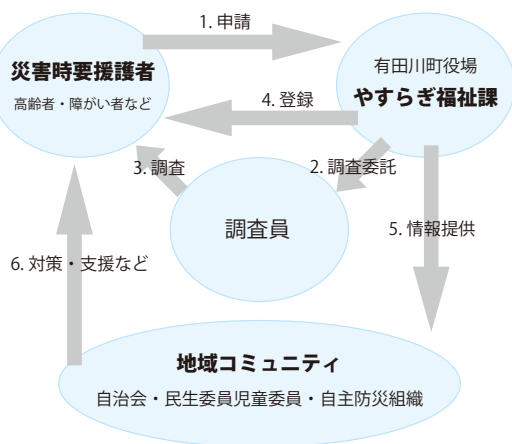 1. 申請
災害時要援護者
高齢者・障がい者など
有田川町役場
やすらぎ福祉課
4. 登録
3. 調査
2. 調査委託
調査員
5. 情報提供
6. 対策・支援など
地域コミュニティ
自治会・民生委員児童委員・自主防災組織